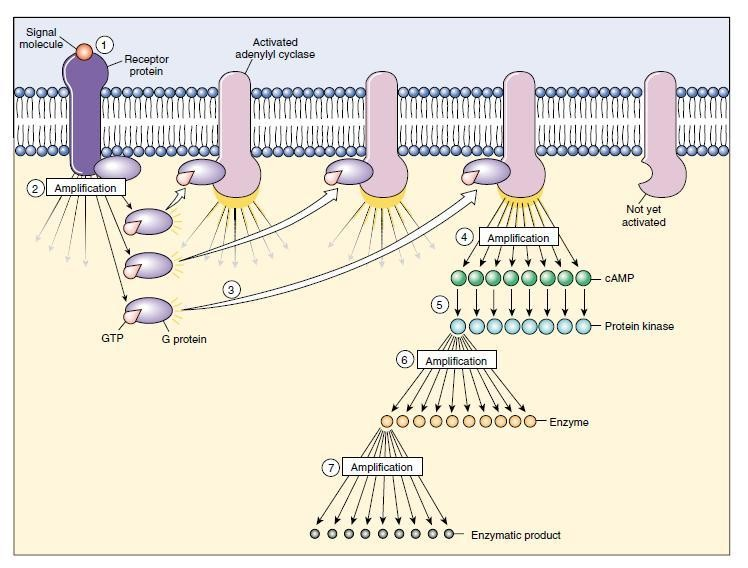 Signal
molecule
1
Receptor
protein
Activated
adenylyl cyclase
2
Amplification
Not yet
activated
3
GTP
G protein
4
Amplification
cAMP
5
Protein kinase
6
Amplification
Enzyme
7
Amplification
Enzymatic product